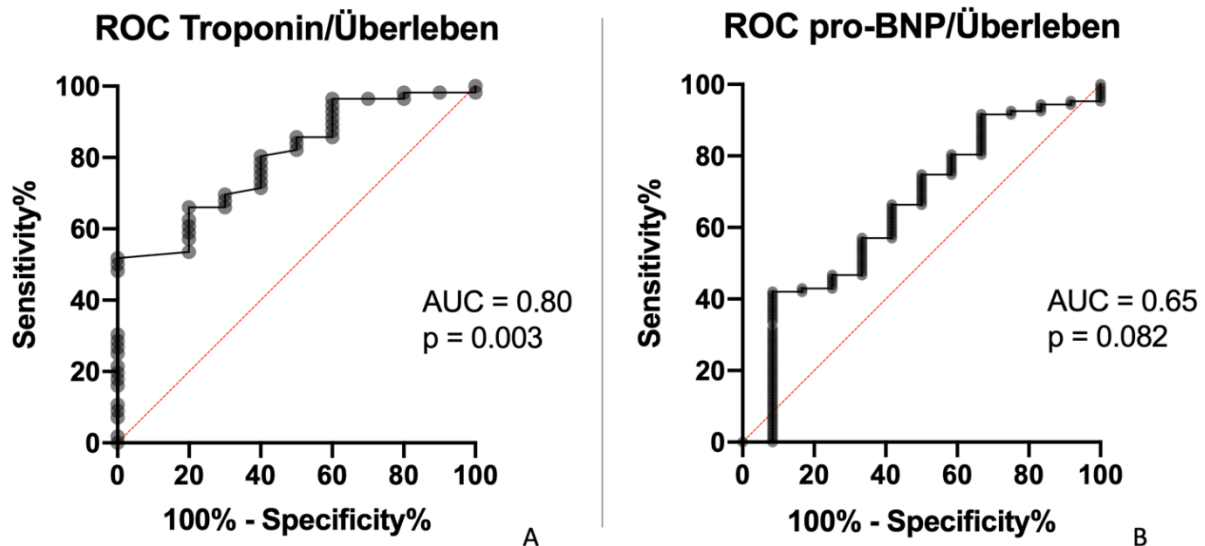 ROC Troponin/Überleben
100
80
60
40
20
0
Sensitivity%
0 20 40 60 80 100
100% - Specificity%
AUC = 0.80
p = 0.003
A
ROC pro-BNP/Überleben
100
80
60
40
20
0
Sensitivity%
0 20 40 60 80 100
100% - Specificity%
AUC = 0.65
p = 0.082
B